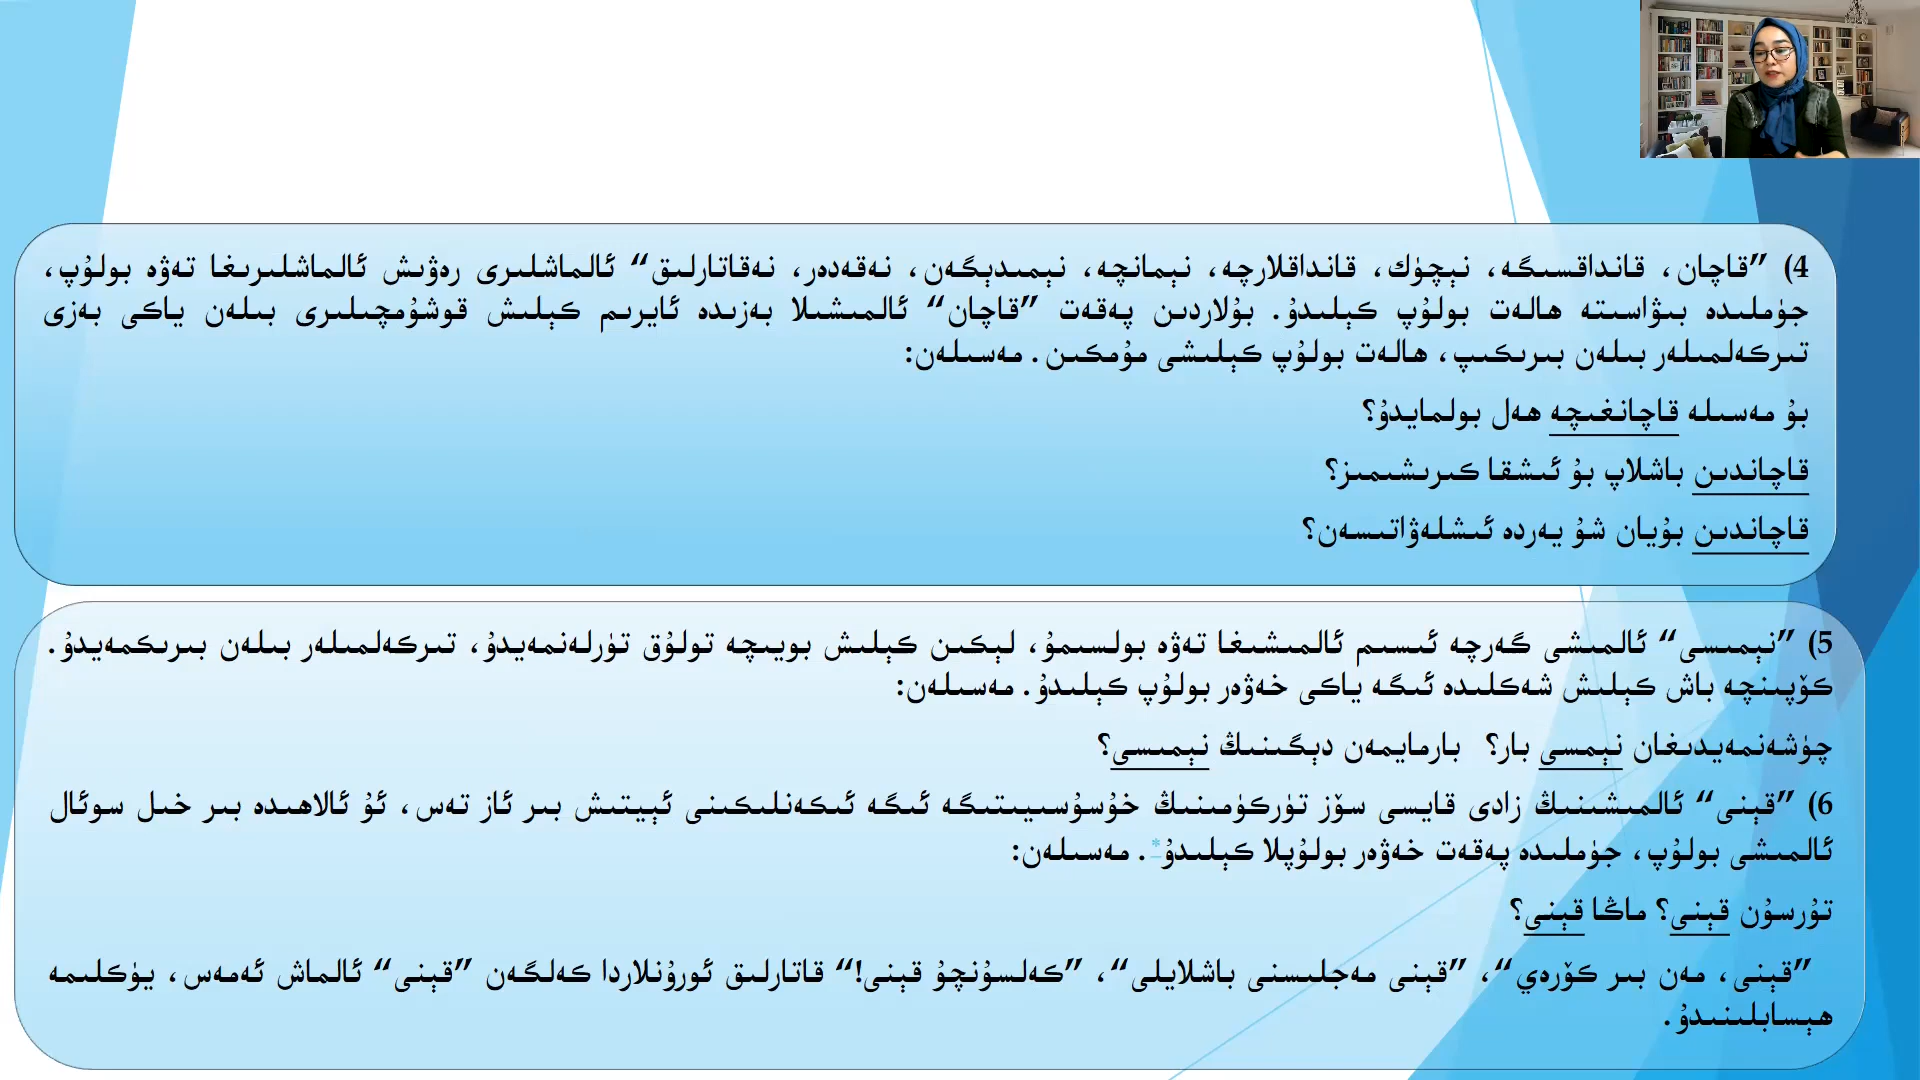 4) ”قاچان، قانداقسىگە، نېچۈك، قانداقلارچە، نېمانچە، نېمىدېگەن، نەقەدەر، نەقاتارلىق“ ئالماشلىرى رەۋىش ئالماشلىرىغا تەۋە بولۇپ،
جۈملىدە بىۋاستە ھالەت بولۇپ كېلىدۇ. بۇلاردىن پەقەت ”قاچان“ ئالمىشىلا بەزىدە ئايرىم كېلىش قوشۇمچىلىرى بىلەن ياكى بەزى
تىركەلمىلەر بىلەن بىرىكىپ، ھالەت بولۇپ كېلىشى مۇمكىن. مەسىلەن:
بۇ مەسىلە قاچانغىچە ھەل بولمايدۇ؟
قاچاندىن باشلاپ بۇ ئىشقا كىرىشىمىز؟
قاچاندىن بۇيان شۇ يەردە ئىشلەۋاتىسەن؟
5) ”نېمىسى“ ئالمىشى گەرچە ئىسىم ئالمىشىغا تەۋە بولسىمۇ، لېكىن كېلىش بويىچە تولۇق تۈرلەنمەيدۇ، تىركەلمىلەر بىلەن بىرىكمەيدۇ.
كۆپىنچە باش كېلىش شەكلىدە ئىگە ياكى خەۋەر بولۇپ كېلىدۇ. مەسىلەن:
چۈشەنمەيدىغان نېمىسى بار؟ بارمايمەن دېگىنىڭ نېمىسى؟
6) ”قېنى“ ئالمىشىنىڭ زادى قايسى سۆز تۈركۈمىنىڭ خۇسۇسىيىتىگە ئىگە ئىكەنلىكىنى ئېيتىش بىر ئاز تەس، ئۇ ئالاھىدە بىر خىل سوئال
ئالمىشى بولۇپ، جۈملىدە پەقەت خەۋەر بولۇپلا كېلىدۇ*. مەسىلەن:
تۇرسۇن قېنى؟ ماڭا قېنى؟
”قېنى، مەن بىر كۆرەي“، ”قېنى مەجلىسنى باشلايلى“، ”كەلسۇنچۇ قېنى!“ قاتارلىق ئورۇنلاردا كەلگەن ”قېنى“ ئالماش ئەمەس، يۈكلىمە
ھېسابلىنىدۇ.